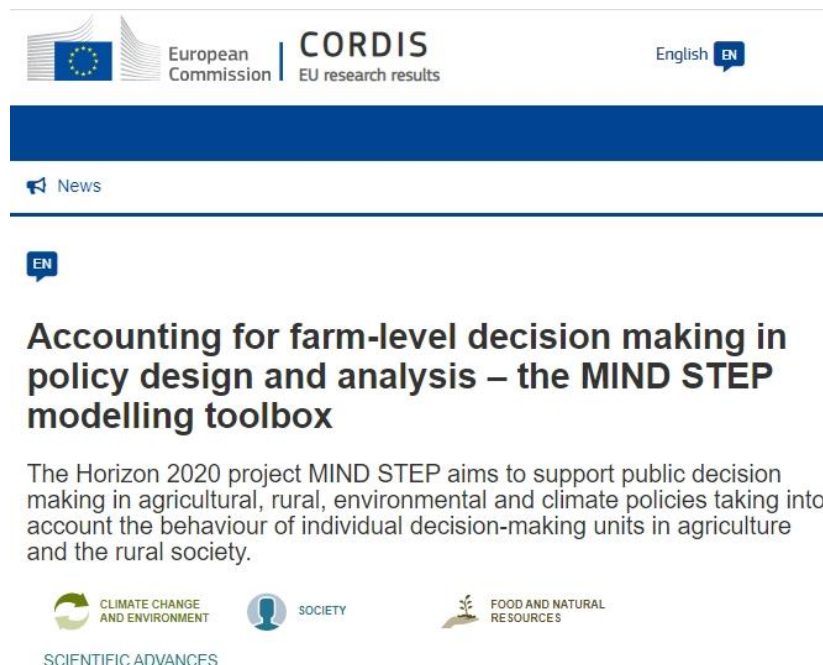 European
Commission
CORDIS
EU research results
English EN
News
EN
Accounting for farm-level decision making in
policy design and analysis – the MIND STEP
modelling toolbox
The Horizon 2020 project MIND STEP aims to support public decision
making in agricultural, rural, environmental and climate policies taking into
account the behaviour of individual decision-making units in agriculture
and the rural society.
CLIMATE CHANGE
AND ENVIRONMENT
SOCIETY
FOOD AND NATURAL
RESOURCES
SCIENTIFIC ADVANCES